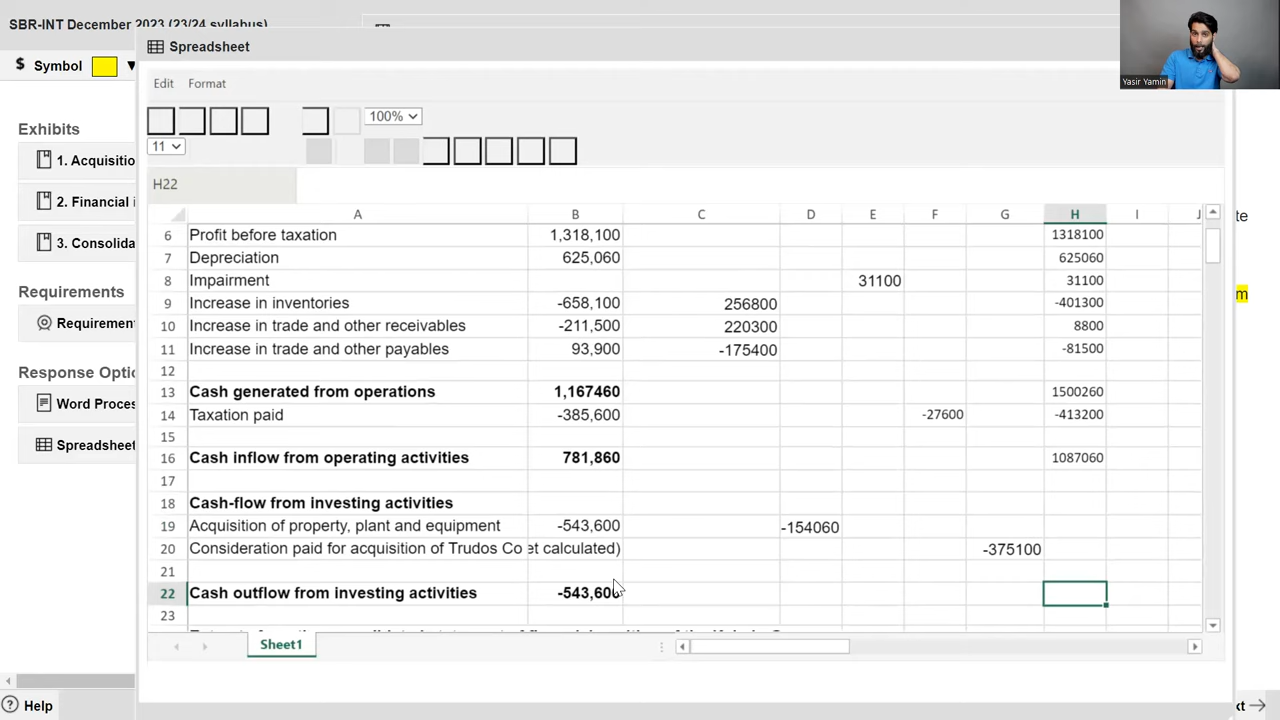 SBR-INT December 2023 (23/24 syllabus)
$ Symbol
Spreadsheet
Yasir Yamin
Edit Format
100%
11
H22
Exhibits
1. Acquisitio
2. Financial i
3. Consolida
Requirements
Requiremen
Response Optio
Word Proce
Spreadsheet
A B C D E F G H I J
6 Profit before taxation 1,318,100 1318100
7 Depreciation 625,060 625060
8 Impairment 31100 31100
9 Increase in inventories -658,100 256800 -401300
10 Increase in trade and other receivables -211,500 220300 8800
11 Increase in trade and other payables 93,900 -175400 -81500
12
13 Cash generated from operations 1,167460 1500260
14 Taxation paid -385,600 -27600 -413200
15
16 Cash inflow from operating activities 781,860 1087060
17
18 Cash-flow from investing activities
19 Acquisition of property, plant and equipment -543,600 -154060
20 Consideration paid for acquisition of Trudos Co et calculated) -375100
21
22 Cash outflow from investing activities -543,600
23
Sheet1
te
m
Help
xt